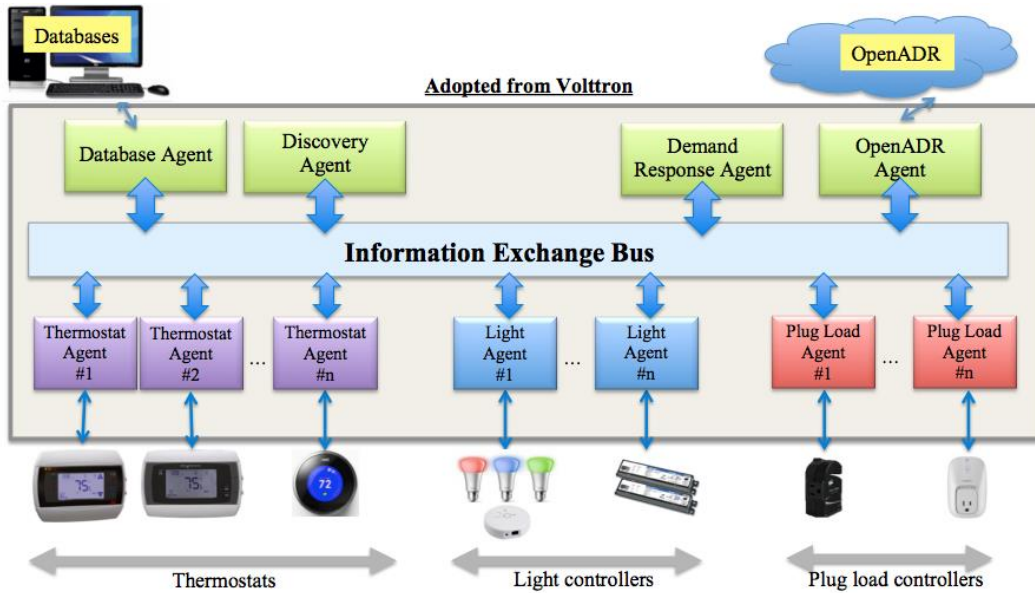 Databases
OpenADR
Adopted from Volttron
Database Agent
Discovery
Agent
Demand
Response Agent
OpenADR
Agent
Information Exchange Bus
Thermostat
Agent
#1
Thermostat
Agent
#2
...
Thermostat
Agent
#n
Light
Agent
#1
...
Light
Agent
#n
Plug Load
Agent
#1
...
Plug Load
Agent
#n
75
75
72
Thermostats
Light controllers
Plug load controllers